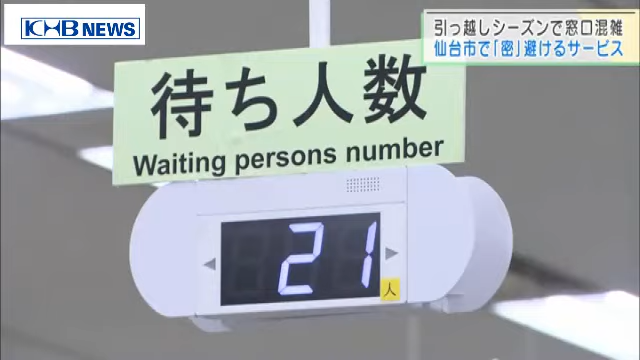 KHB NEWS
引っ越しシーズンで窓口混雑
仙台市で「密」避けるサービス
待ち人数
Waiting persons number
21
人